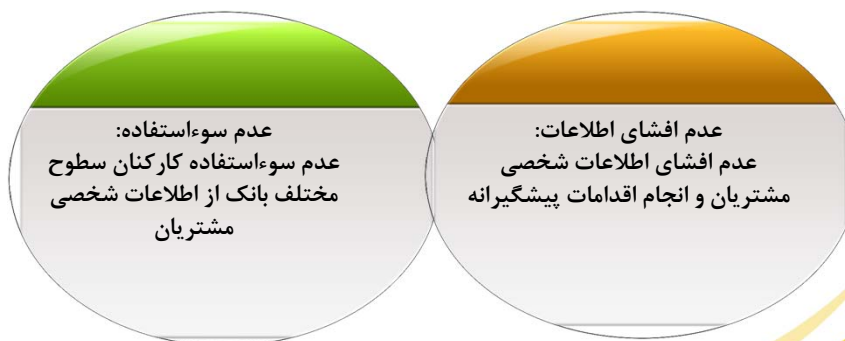 عدم افشای اطلاعات:
عدم افشای اطلاعات شخصی
مشتریان و انجام اقدامات پیشگیرانه
عدم سوءاستفاده:
عدم سوءاستفاده کارکنان سطوح
مختلف بانک از اطلاعات شخصی
مشتریان